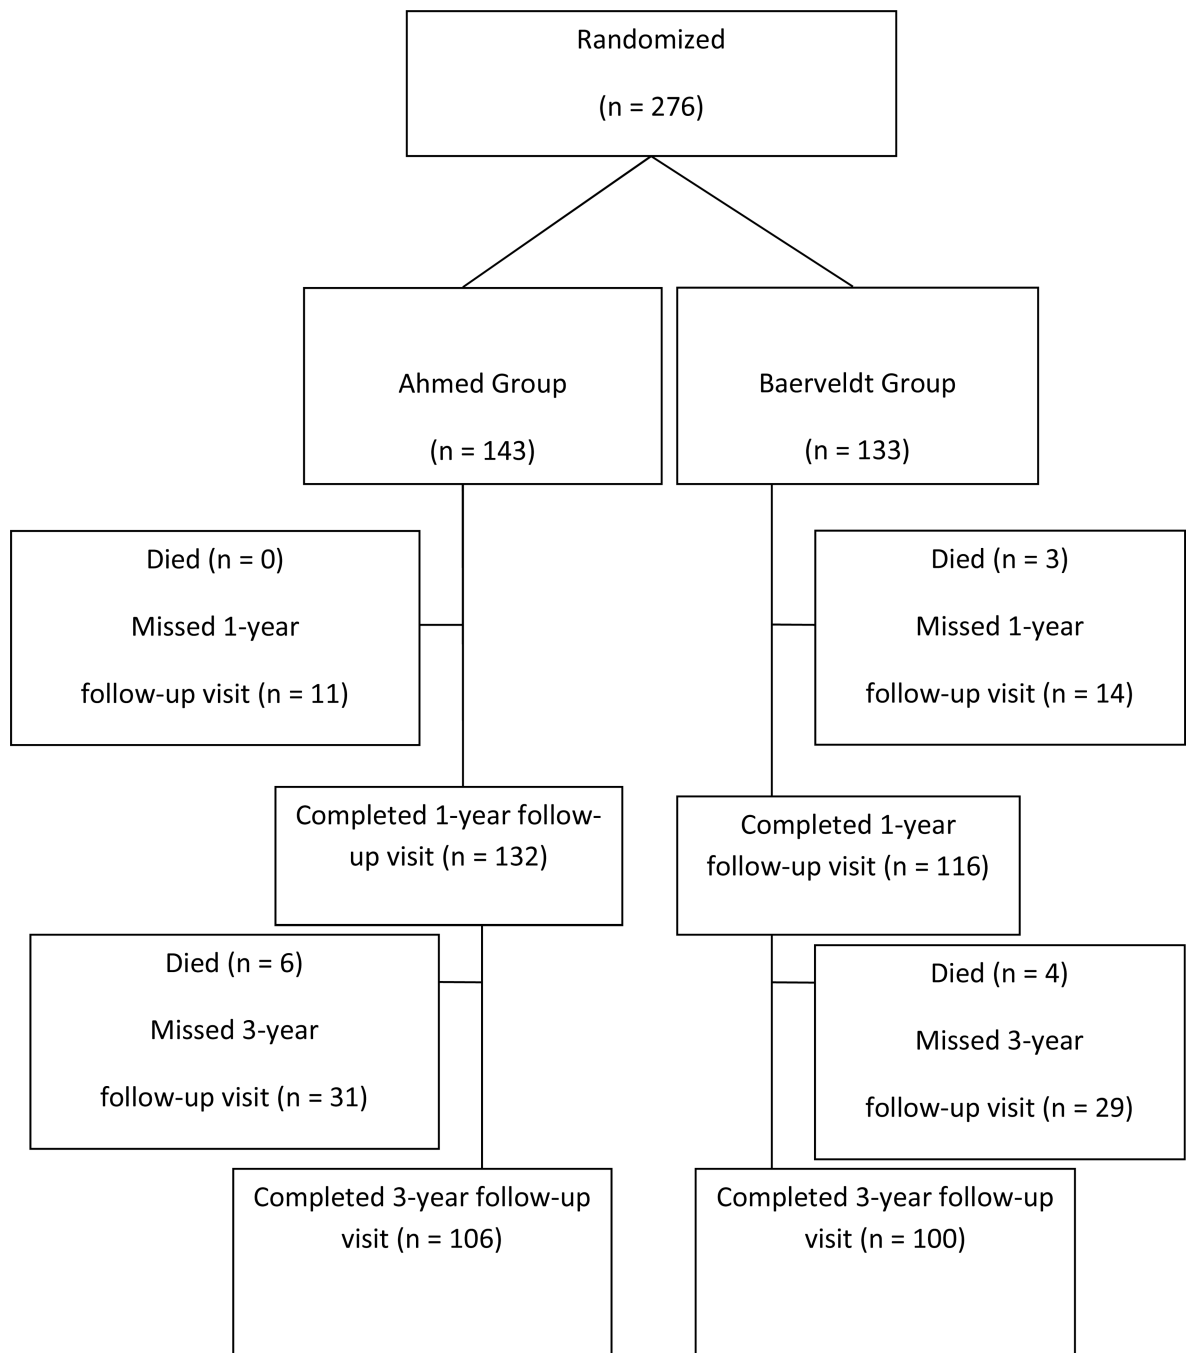 Randomized
(n = 276)
Ahmed Group
(n = 143)
Baerveldt Group
(n = 133)
Died (n = 0)
Missed 1-year
follow-up visit (n = 11)
Died (n = 3)
Missed 1-year
follow-up visit (n = 14)
Completed 1-year follow-
up visit (n = 132)
Completed 1-year
follow-up visit (n = 116)
Died (n = 6)
Missed 3-year
follow-up visit (n = 31)
Died (n = 4)
Missed 3-year
follow-up visit (n = 29)
Completed 3-year follow-up
visit (n = 106)
Completed 3-year follow-up
visit (n = 100)